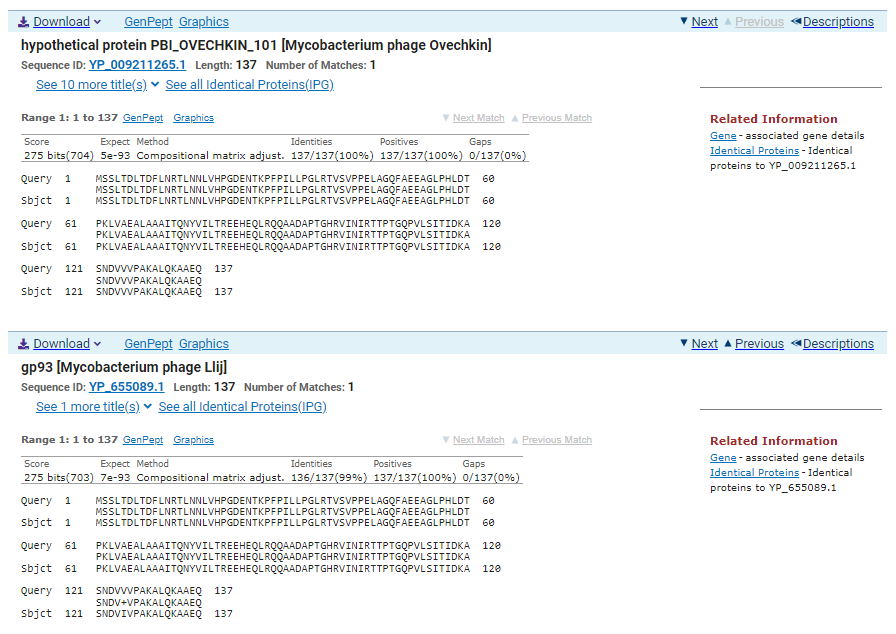 Download GenPept Graphics Next Previous Descriptions
hypothetical protein PBI_OVECHKIN_101 [Mycobacterium phage Ovechkin]
Sequence ID: YP_009211265.1 Length: 137 Number of Matches: 1
See 10 more title(s) See all Identical Proteins(IPG)
Range 1: 1 to 137 GenPept Graphics Next Match Previous Match
Related Information
Gene - associated gene details
Identical Proteins - Identical
proteins to YP_009211265.1
Score Expect Method Identities Positives Gaps
275 bits(704) 5e-93 Compositional matrix adjust. 137/137(100%) 137/137(100%) 0/137(0%)
Query 1 MSSLTDLTDFLNRTLNNLVHPGDENTKPFPILLPGLRTVSVPPELAGQFAEEAGLPHLDT 60
MSSLTDLTDFLNRTLNNLVHPGDENTKPFPILLPGLRTVSVPPELAGQFAEEAGLPHLDT
Sbjct 1 MSSLTDLTDFLNRTLNNLVHPGDENTKPFPILLPGLRTVSVPPELAGQFAEEAGLPHLDT 60
Query 61 PKLVAEALAAAITQNYVILTREEHEQLRQQAADAPTGHRVINIRTTPTGQPVLSITIDKA 120
PKLVAEALAAAITQNYVILTREEHEQLRQQAADAPTGHRVINIRTTPTGQPVLSITIDKA
Sbjct 61 PKLVAEALAAAITQNYVILTREEHEQLRQQAADAPTGHRVINIRTTPTGQPVLSITIDKA 120
Query 121 SNDVVVPAKALQKAAEQ 137
SNDVVVPAKALQKAAEQ
Sbjct 121 SNDVVVPAKALQKAAEQ 137
Download GenPept Graphics Next Previous Descriptions
gp93 [Mycobacterium phage Llij]
Sequence ID: YP_655089.1 Length: 137 Number of Matches: 1
See 1 more title(s) See all Identical Proteins(IPG)
Range 1: 1 to 137 GenPept Graphics Next Match Previous Match
Related Information
Gene - associated gene details
Identical Proteins - Identical
proteins to YP_655089.1
Score Expect Method Identities Positives Gaps
275 bits(703) 7e-93 Compositional matrix adjust. 136/137(99%) 137/137(100%) 0/137(0%)
Query 1 MSSLTDLTDFLNRTLNNLVHPGDENTKPFPILLPGLRTVSVPPELAGQFAEEAGLPHLDT 60
MSSLTDLTDFLNRTLNNLVHPGDENTKPFPILLPGLRTVSVPPELAGQFAEEAGLPHLDT
Sbjct 1 MSSLTDLTDFLNRTLNNLVHPGDENTKPFPILLPGLRTVSVPPELAGQFAEEAGLPHLDT 60
Query 61 PKLVAEALAAAITQNYVILTREEHEQLRQQAADAPTGHRVINIRTTPTGQPVLSITIDKA 120
PKLVAEALAAAITQNYVILTREEHEQLRQQAADAPTGHRVINIRTTPTGQPVLSITIDKA
Sbjct 61 PKLVAEALAAAITQNYVILTREEHEQLRQQAADAPTGHRVINIRTTPTGQPVLSITIDKA 120
Query 121 SNDVVVPAKALQKAAEQ 137
SNDV+VPAKALQKAAEQ
Sbjct 121 SNDVIVPAKALQKAAEQ 137